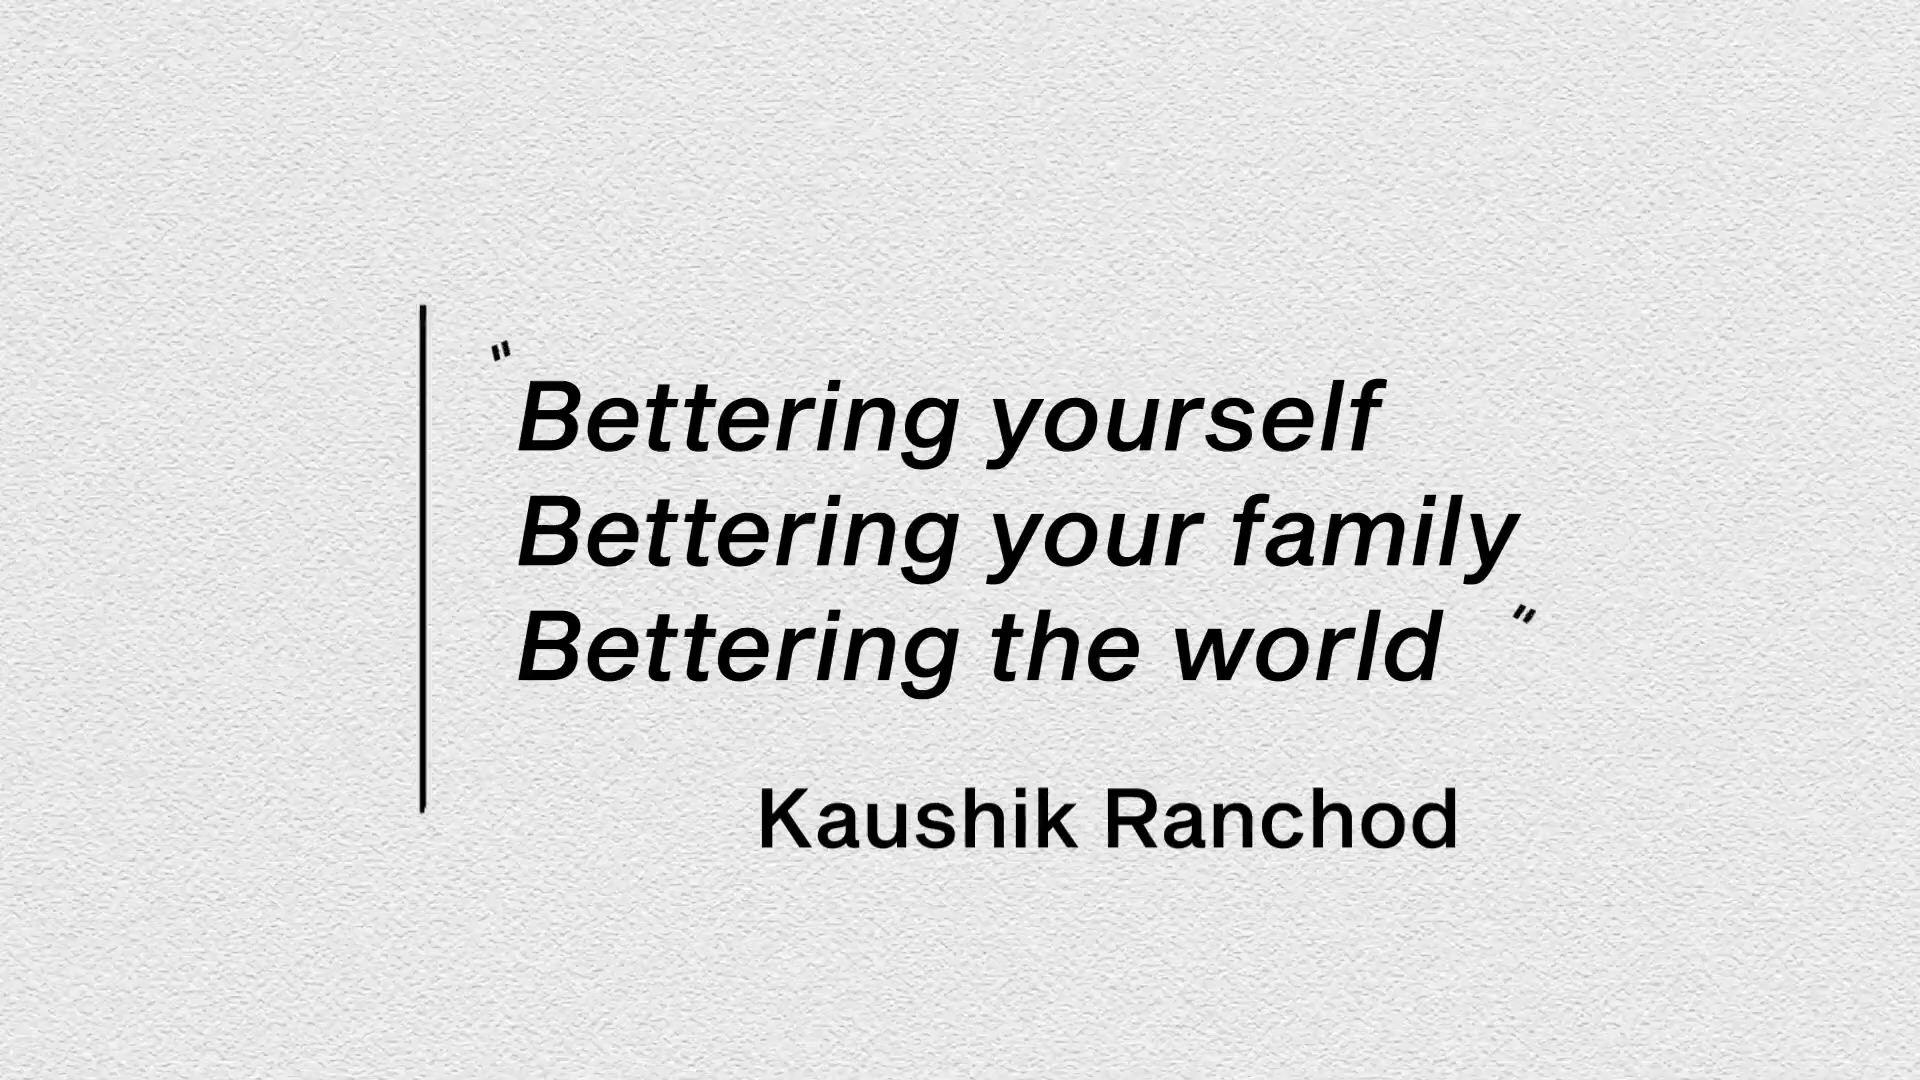 "Bettering yourself
Bettering your family
Bettering the world"
Kaushik Ranchod